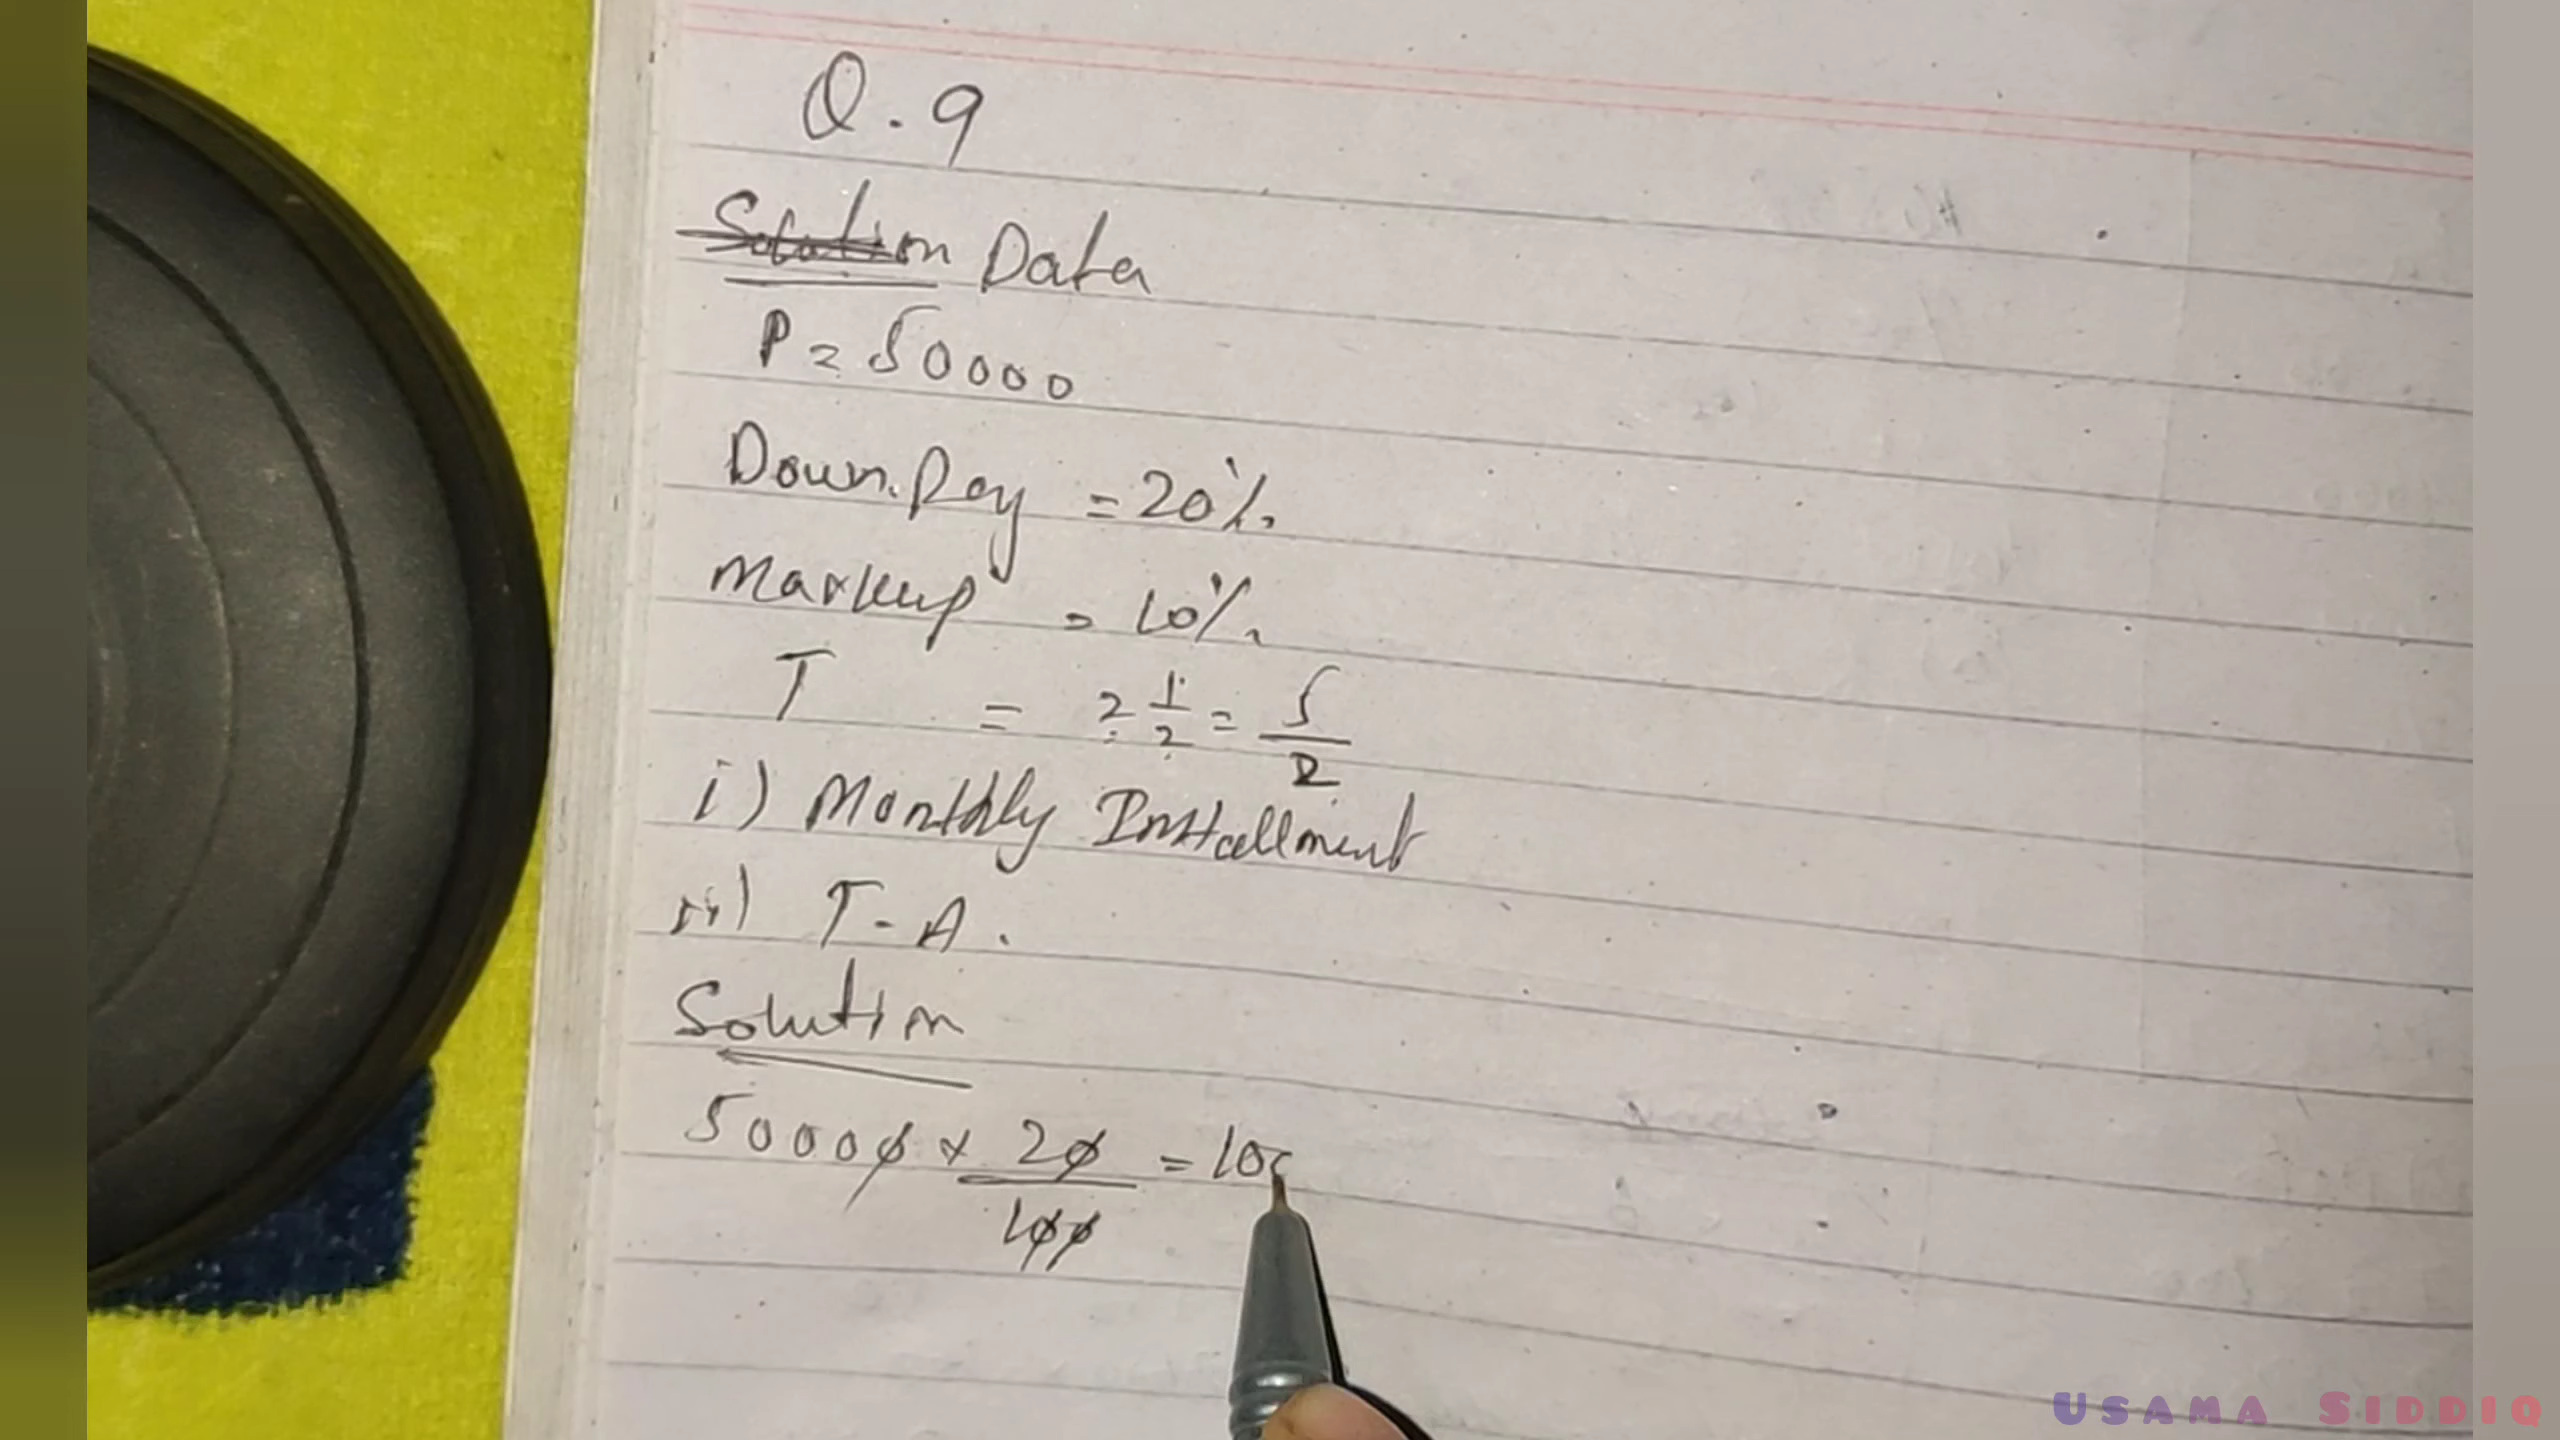 Q.9
Solution Data
P = 50000
Down.Pay = 20%
Markup = 10%
T = 2 1/2 = 5/2
i) Monthly Installment
ii) T-A.
Solution
50000 × 20/100 = 100
USAMA SIDDIQ